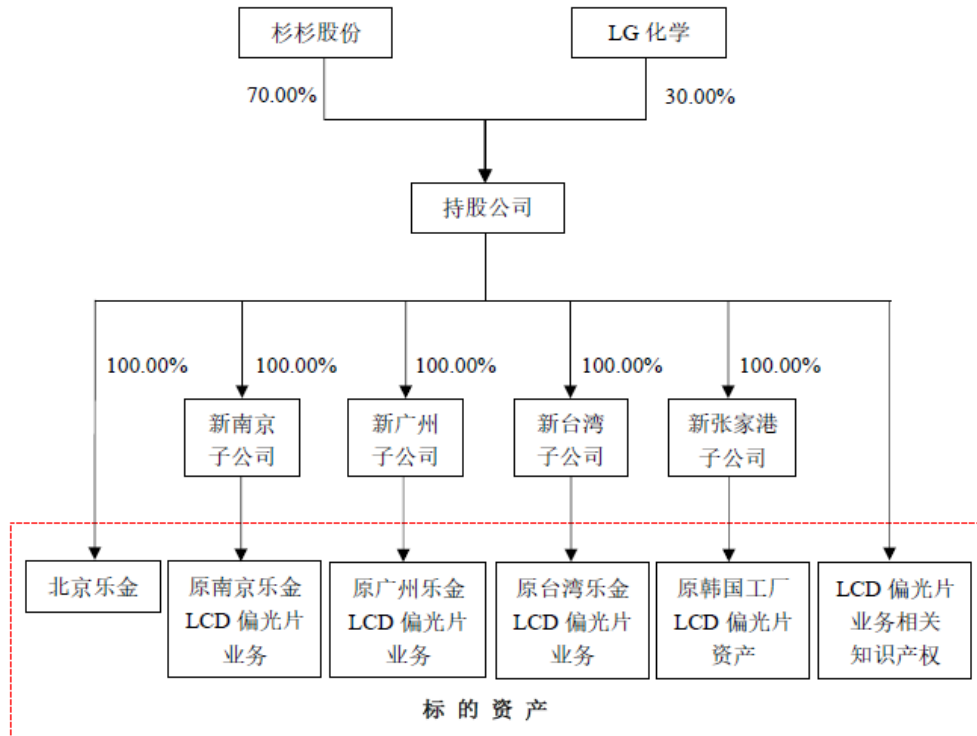 杉杉股份
LG 化学
70.00%
30.00%
持股公司
100.00%
100.00%
100.00%
100.00%
100.00%
新南京
子公司
新广州
子公司
新台湾
子公司
新张家港
子公司
北京乐金
原南京乐金
LCD 偏光片
业务
原广州乐金
LCD 偏光片
业务
原台湾乐金
LCD 偏光片
业务
原韩国工厂
LCD 偏光片
资产
LCD 偏光片
业务相关
知识产权
标 的 资 产